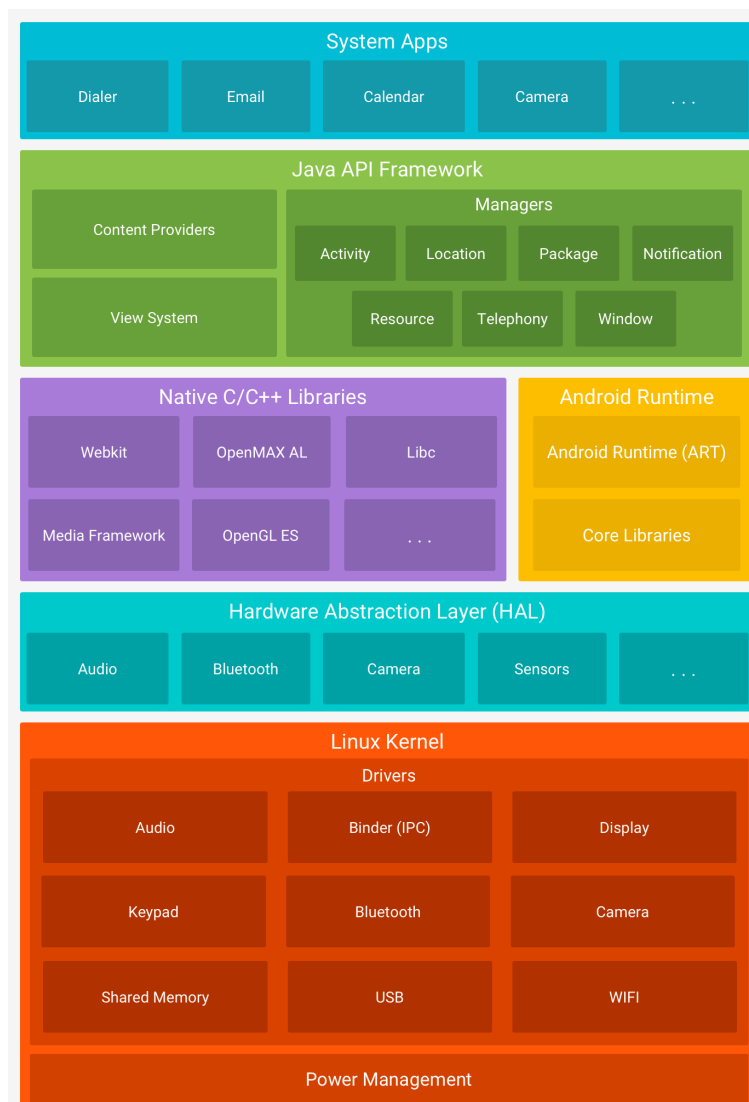 System Apps
Dialer
Email
Calendar
Camera
. . .
Java API Framework
Content Providers
View System
Managers
Activity
Location
Package
Notification
Resource
Telephony
Window
Native C/C++ Libraries
Webkit
OpenMAX AL
Libc
Media Framework
OpenGL ES
. . .
Android Runtime
Android Runtime (ART)
Core Libraries
Hardware Abstraction Layer (HAL)
Audio
Bluetooth
Camera
Sensors
. . .
Linux Kernel
Drivers
Audio
Binder (IPC)
Display
Keypad
Bluetooth
Camera
Shared Memory
USB
WIFI
Power Management